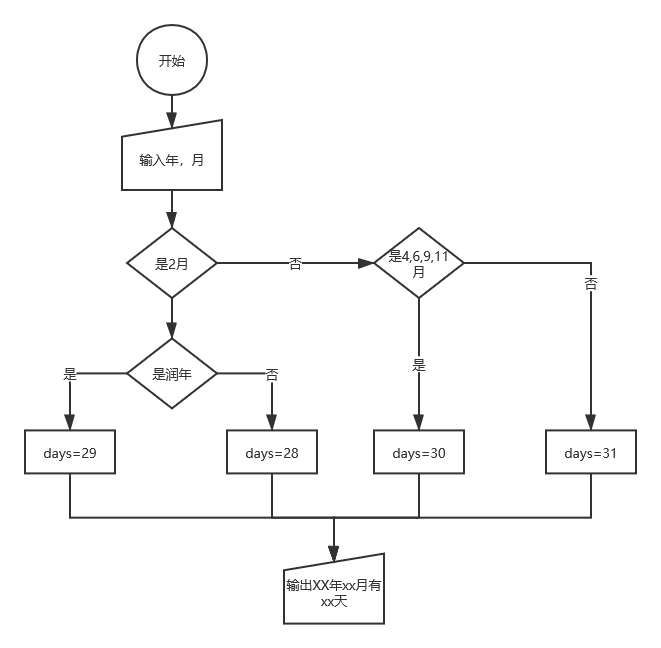 开始
输入年，月
是2月
否
是4,6,9,11
月
否
是
是润年
否
是
days=29
days=28
days=30
days=31
输出XX年xx月有
xx天